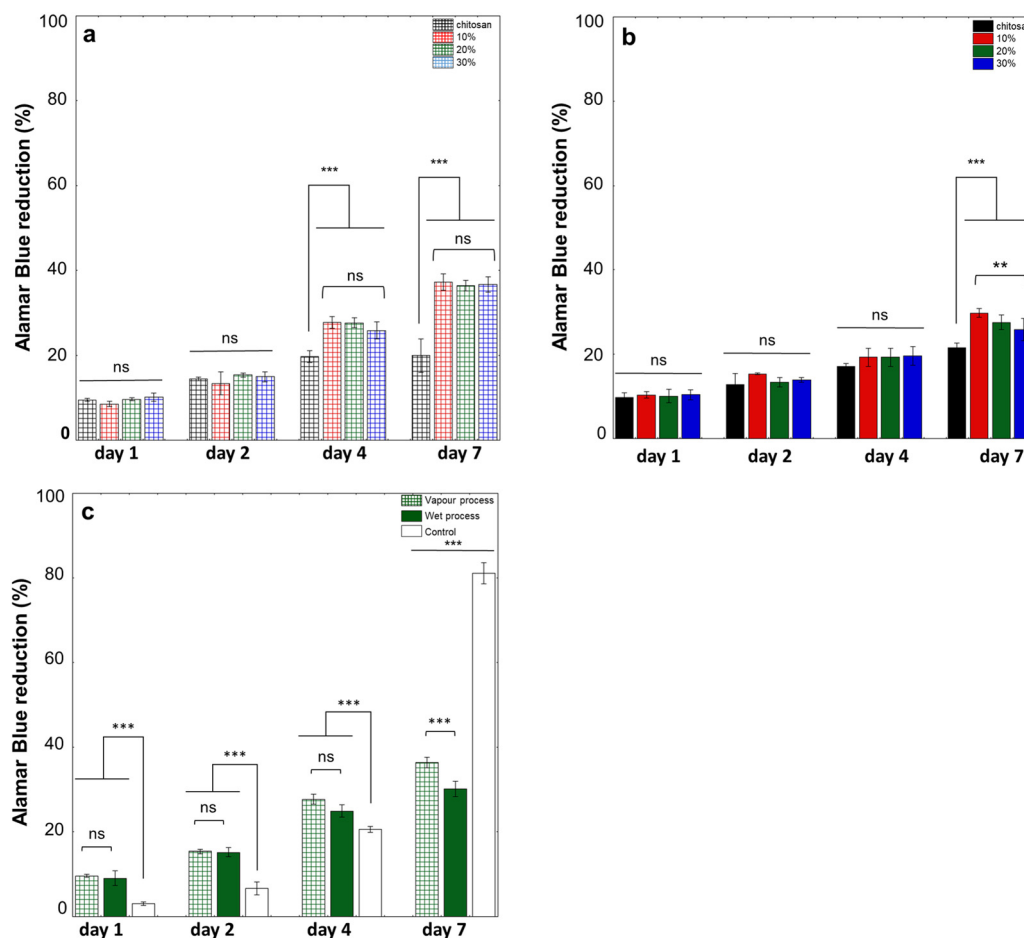 a
chitosan
10%
20%
30%
Alamar Blue reduction (%)
100
80
60
40
20
0
***
***
ns
ns
ns
ns
day 1
day 2
day 4
day 7
b
chitosan
10%
20%
30%
Alamar Blue reduction (%)
100
80
60
40
20
0
***
**
ns
ns
ns
day 1
day 2
day 4
day 7
c
Vapour process
Wet process
Control
Alamar Blue reduction (%)
100
80
60
40
20
0
***
***
***
***
***
ns
ns
ns
day 1
day 2
day 4
day 7